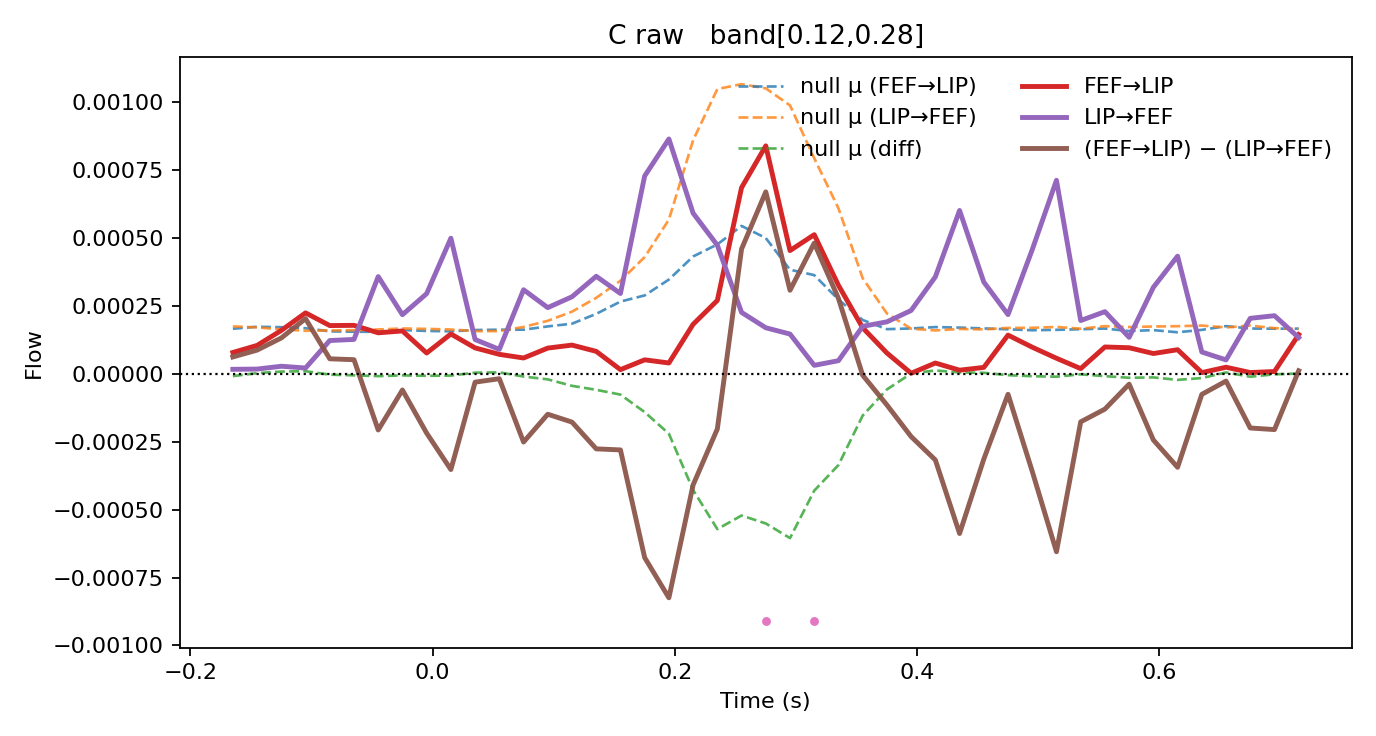 C raw band[0.12,0.28]
null μ (FEF→LIP)
null μ (LIP→FEF)
null μ (diff)
FEF→LIP
LIP→FEF
(FEF→LIP) − (LIP→FEF)
Flow
0.00100
0.00075
0.00050
0.00025
0.00000
−0.00025
−0.00050
−0.00075
−0.00100
−0.2
0.0
0.2
0.4
0.6
Time (s)